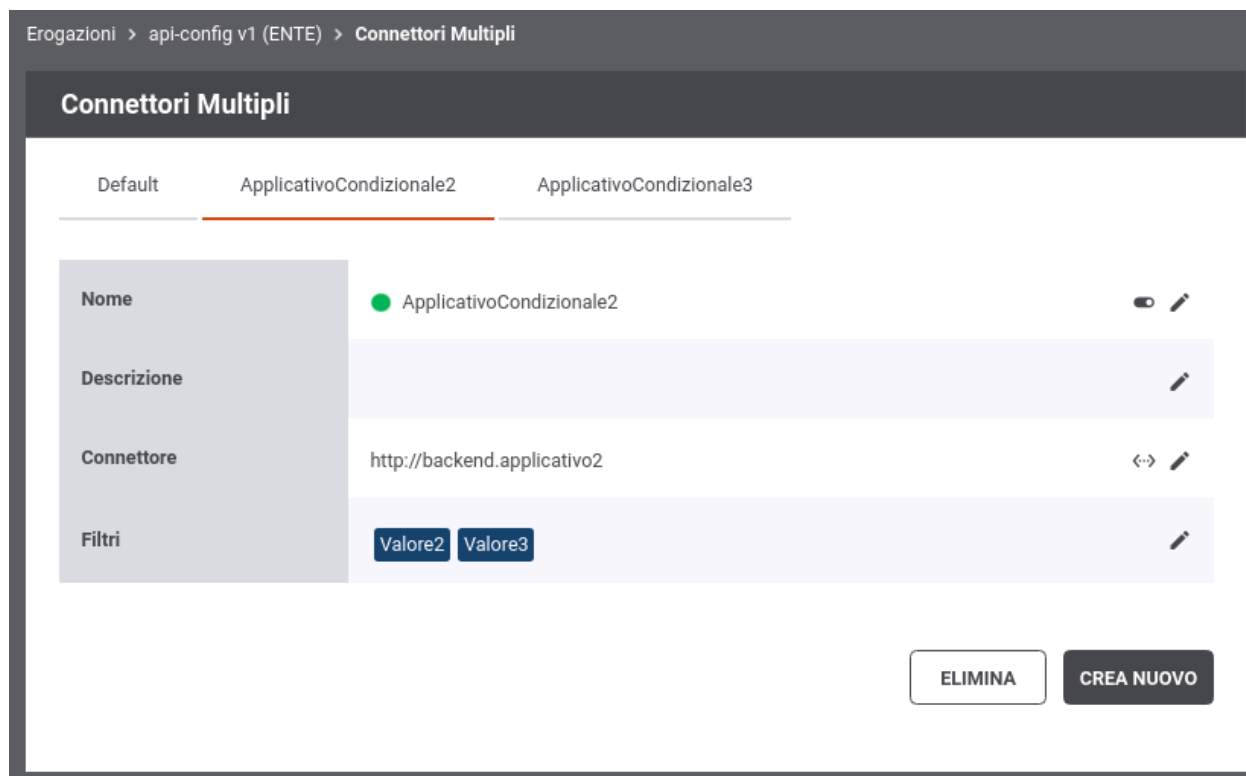 Erogazioni > api-config v1 (ENTE) > Connettori Multipli
Connettori Multipli
Default ApplicativoCondizionale2 ApplicativoCondizionale3
Nome ApplicativoCondizionale2
Descrizione
Connettore http://backend.applicativo2
Filtri Valore2 Valore3
ELIMINA CREA NUOVO